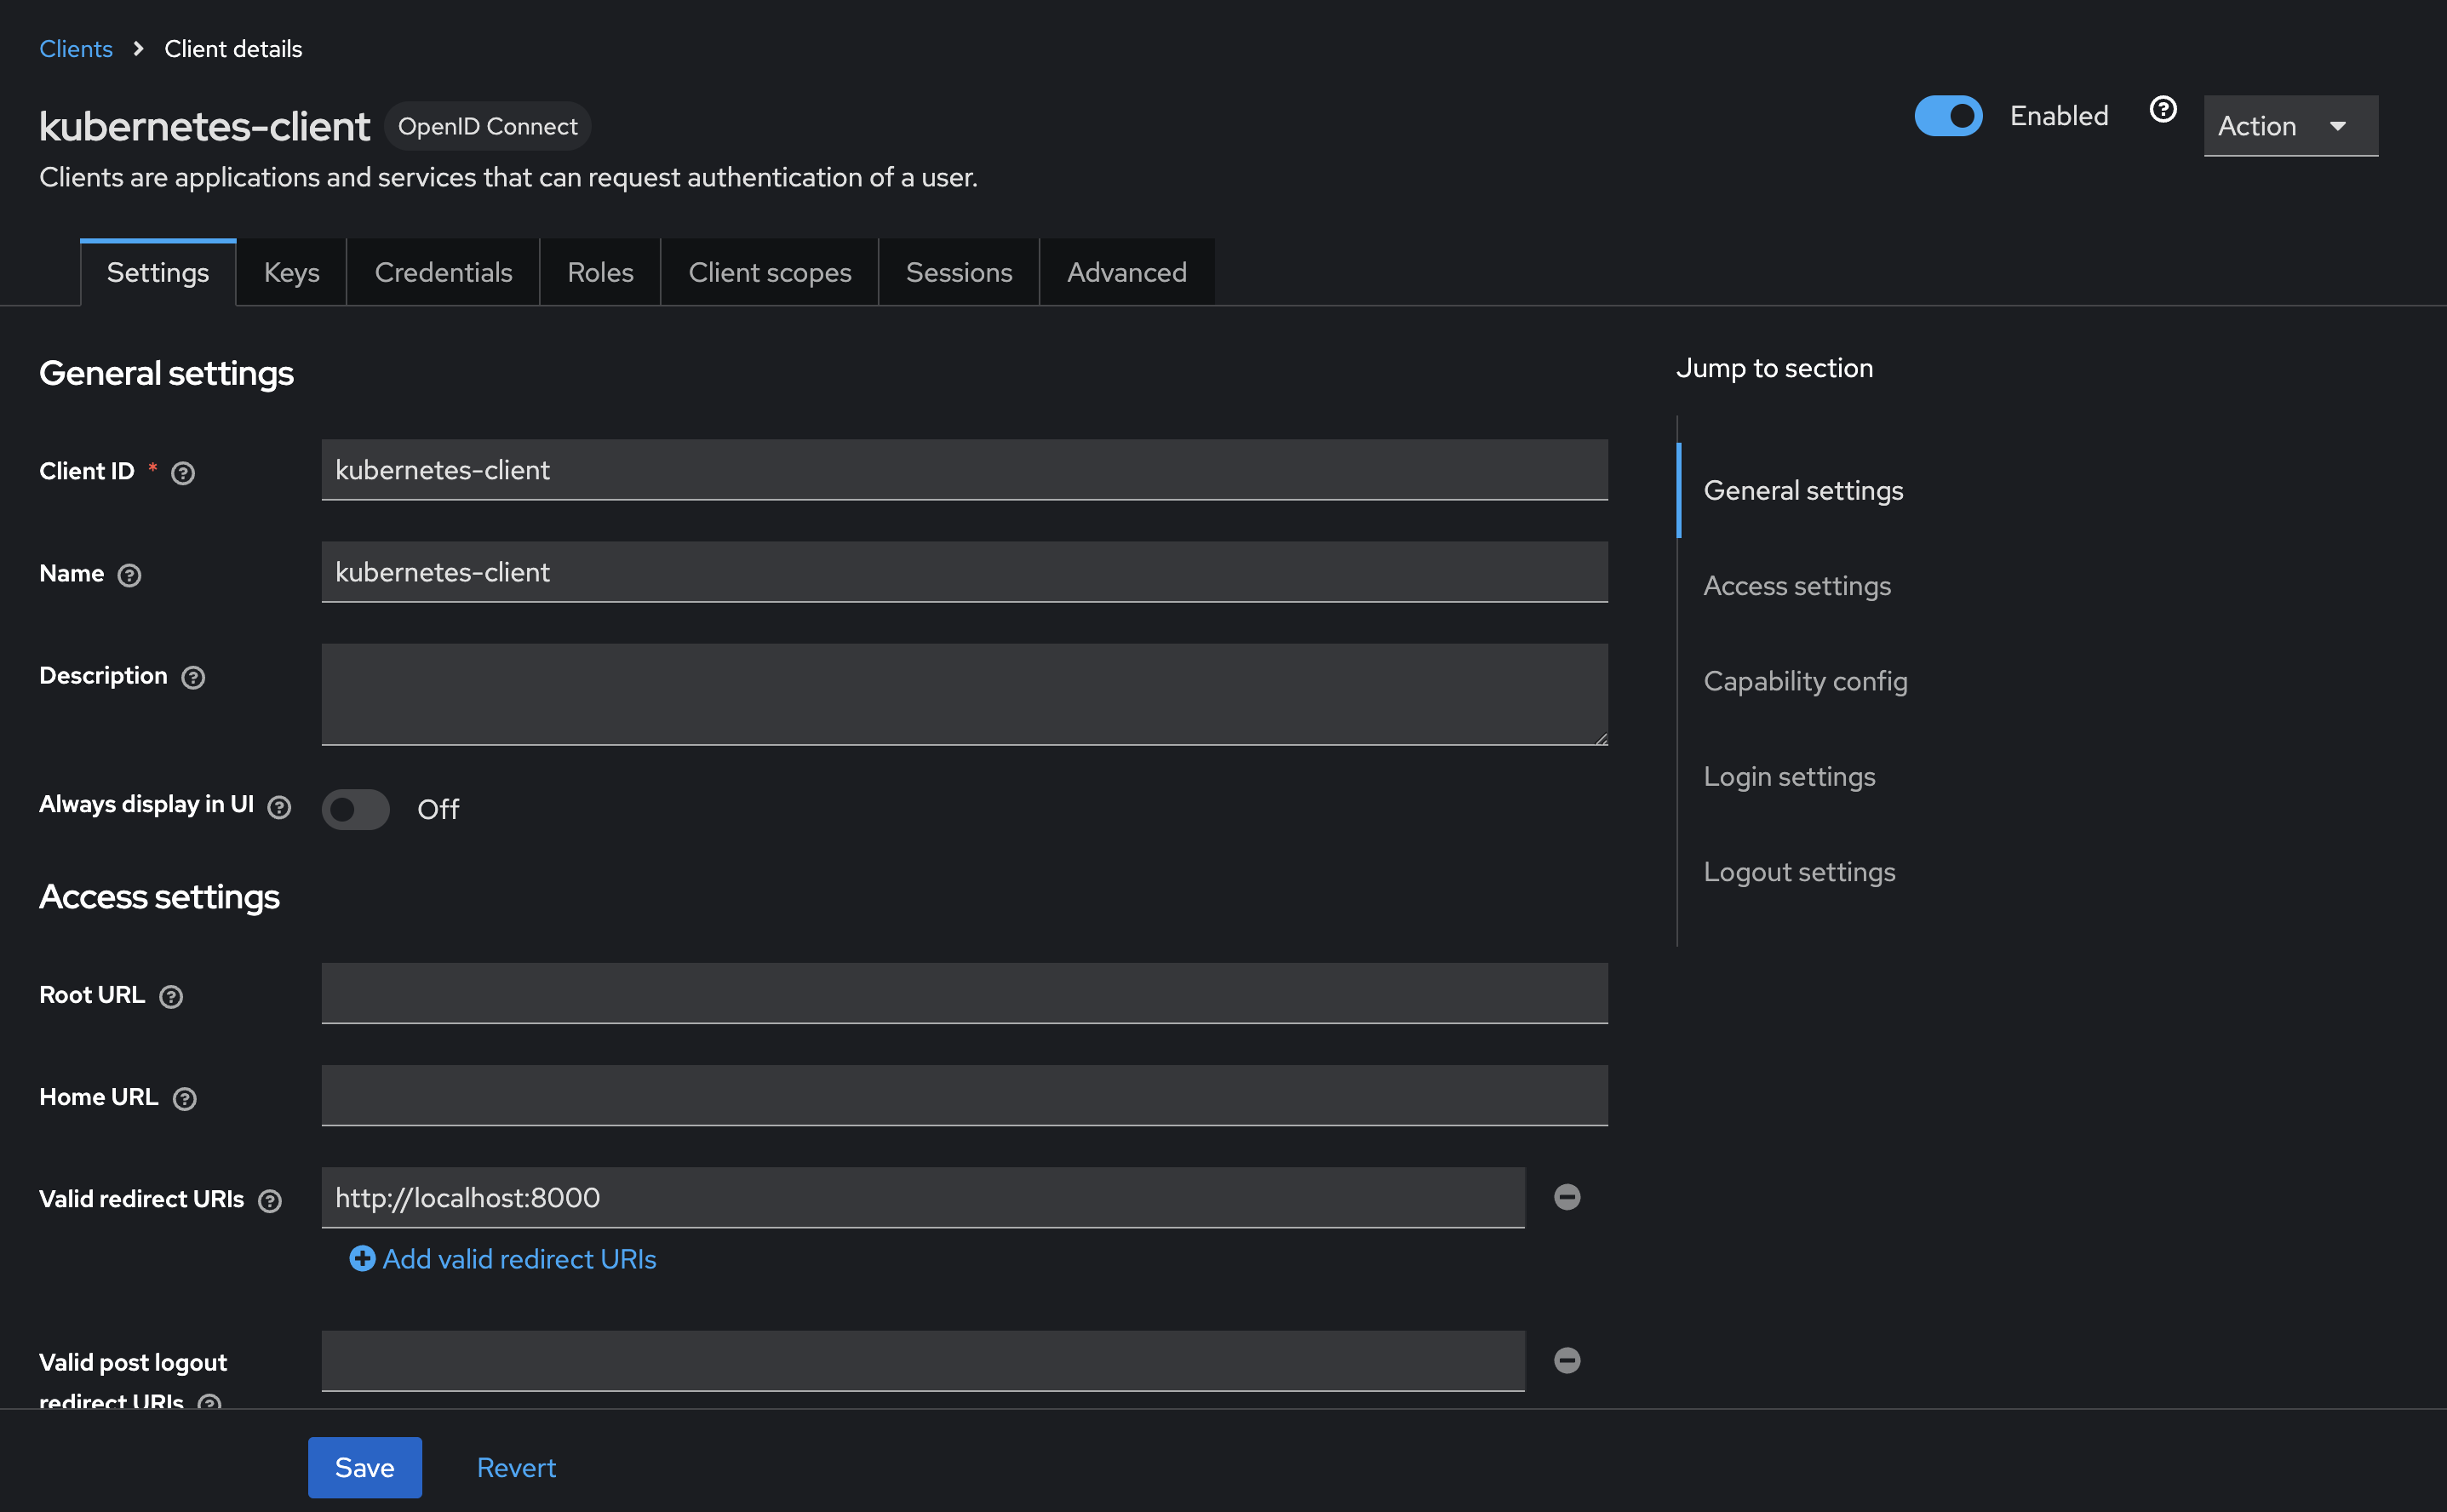 Clients > Client details
kubernetes-client OpenID Connect
Enabled
Action
Clients are applications and services that can request authentication of a user.
Settings Keys Credentials Roles Client scopes Sessions Advanced
General settings
Client ID *
kubernetes-client
Name
kubernetes-client
Description
Always display in UI
Off
Access settings
Root URL
Home URL
Valid redirect URIs
http://localhost:8000
Add valid redirect URIs
Valid post logout
redirect URIs
Jump to section
General settings
Access settings
Capability config
Login settings
Logout settings
Save Revert